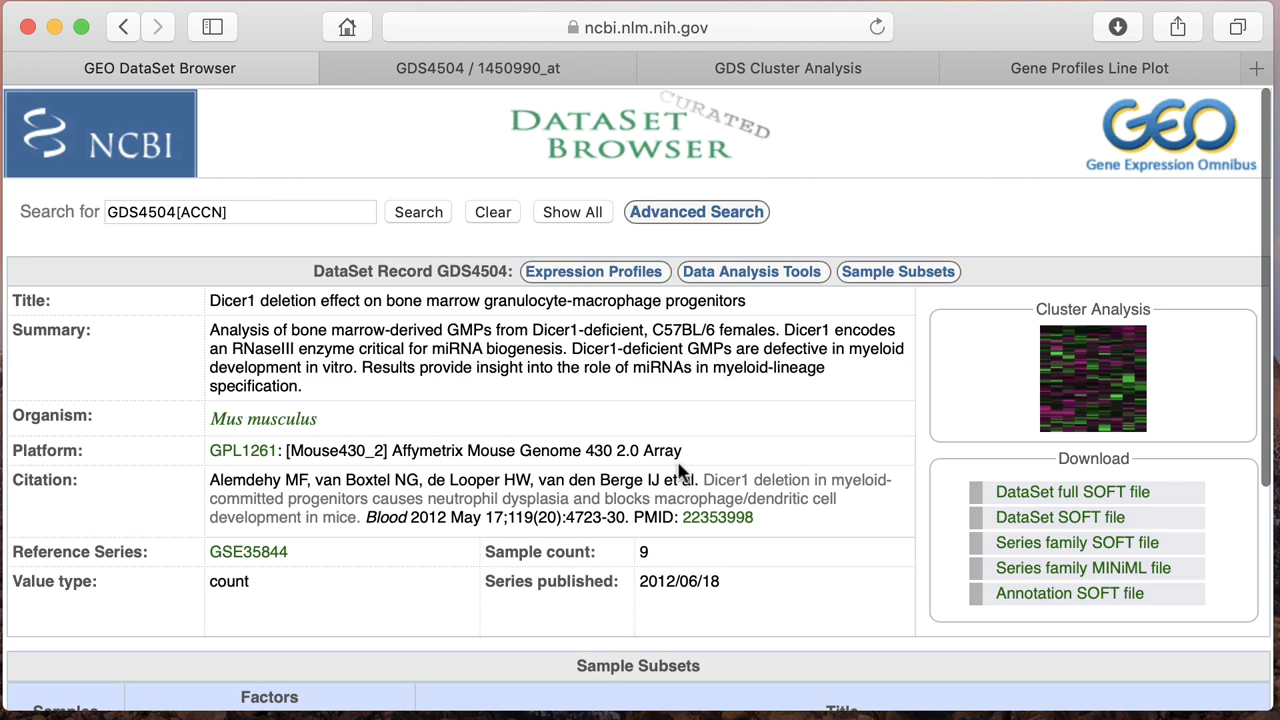 ncbi.nlm.nih.gov
GEO DataSet Browser
GDS4504 / 1450990_at
GDS Cluster Analysis
Gene Profiles Line Plot
NCBI
DATASET
CURATED
BROWSER
GEO
Gene Expression Omnibus
Search for GDS4504[ACCN] Search Clear Show All Advanced Search
DataSet Record GDS4504: Expression Profiles Data Analysis Tools Sample Subsets
Title: Dicer1 deletion effect on bone marrow granulocyte-macrophage progenitors
Summary: Analysis of bone marrow-derived GMPs from Dicer1-deficient, C57BL/6 females. Dicer1 encodes
an RNaseIII enzyme critical for miRNA biogenesis. Dicer1-deficient GMPs are defective in myeloid
development in vitro. Results provide insight into the role of miRNAs in myeloid-lineage
specification.
Organism: Mus musculus
Platform: GPL1261: [Mouse430_2] Affymetrix Mouse Genome 430 2.0 Array
Citation: Alemdehy MF, van Boxtel NG, de Looper HW, van den Berge IJ et al. Dicer1 deletion in myeloid-
committed progenitors causes neutrophil dysplasia and blocks macrophage/dendritic cell
development in mice. Blood 2012 May 17;119(20):4723-30. PMID: 22353998
Reference Series: GSE35844 Sample count: 9
Value type: count Series published: 2012/06/18
Cluster Analysis
Download
DataSet full SOFT file
DataSet SOFT file
Series family SOFT file
Series family MINiML file
Annotation SOFT file
Sample Subsets
Factors
Samples
Title